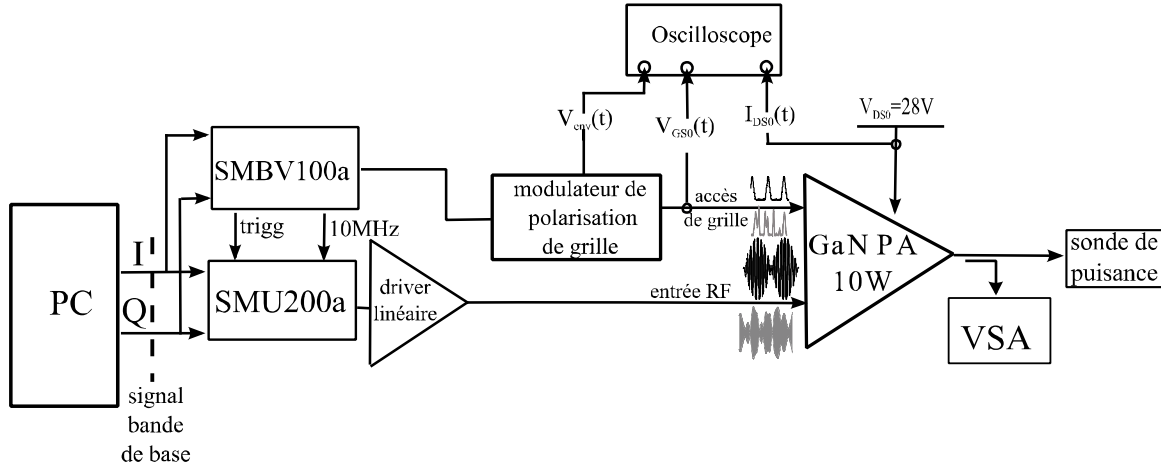 Oscilloscope
V_env(t)
V_GS0(t)
I_DS0(t)
V_DS0=28V
SMBV100a
modulateur de
polarisation
de grille
accès
de grille
trigg
10MHz
I
PC
Q
SMU200a
driver
linéaire
entrée RF
GaN PA
10W
sonde de
puisance
VSA
signal
bande
de base